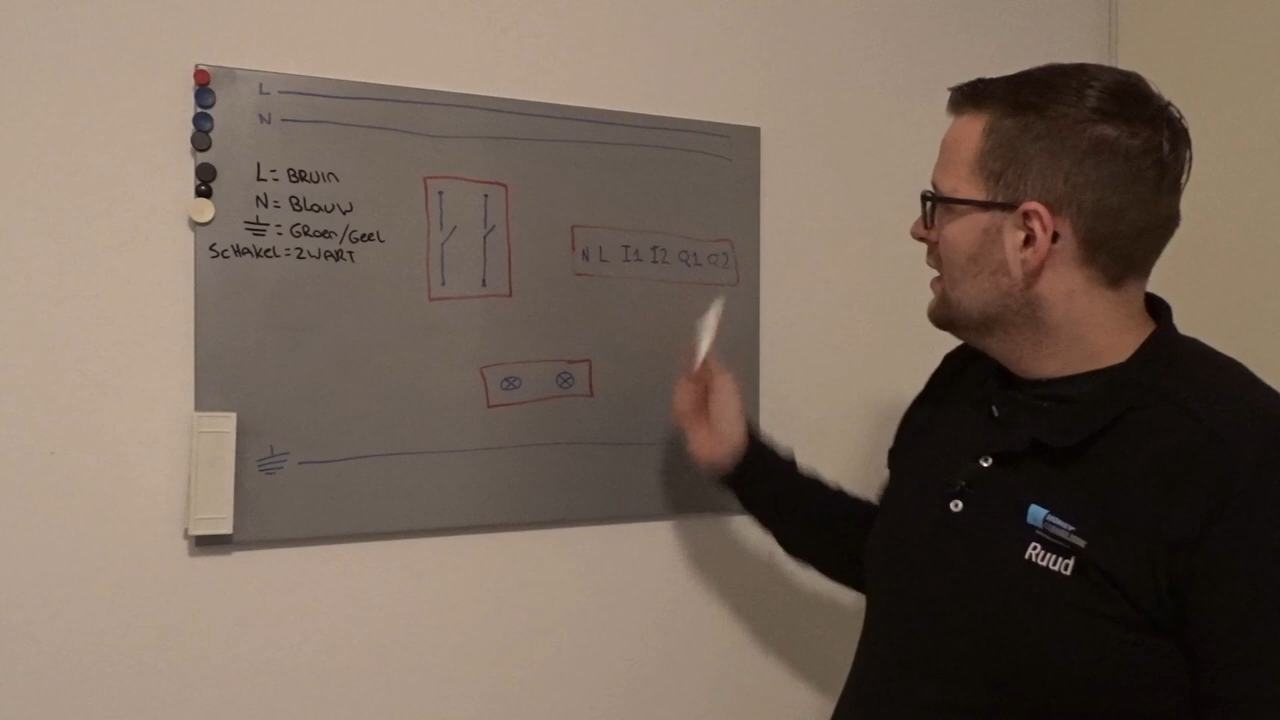 L
N
L = BRUIN
N = BLAUW
= GROEN/GEEL
SCHAKEL = ZWART
N L I1 I2 Q1 Q2
Ruud